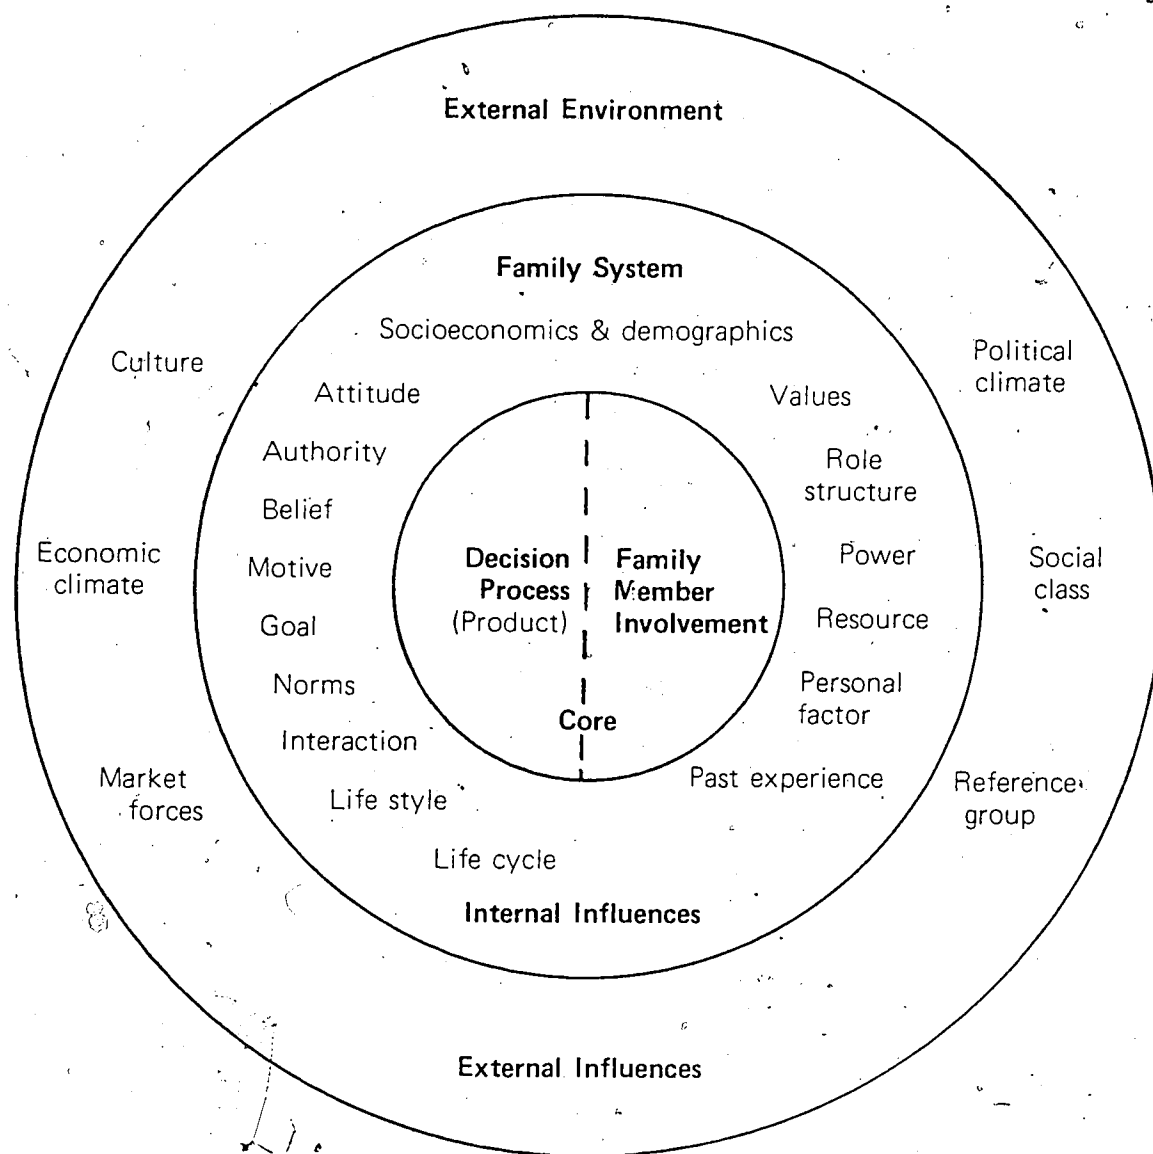 External Environment
Family System
Socioeconomics & demographics
Culture
Political
climate
Attitude
Values
Authority
Role
structure
Belief
Economic
climate
Motive
Decision
Process
(Product)
Family
Member
Involvement
Power
Social
class
Goal
Resource
Norms
Personal
factor
Core
Interaction
Market
forces
Past experience
Reference
group
Life style
Life cycle
Internal Influences
External Influences